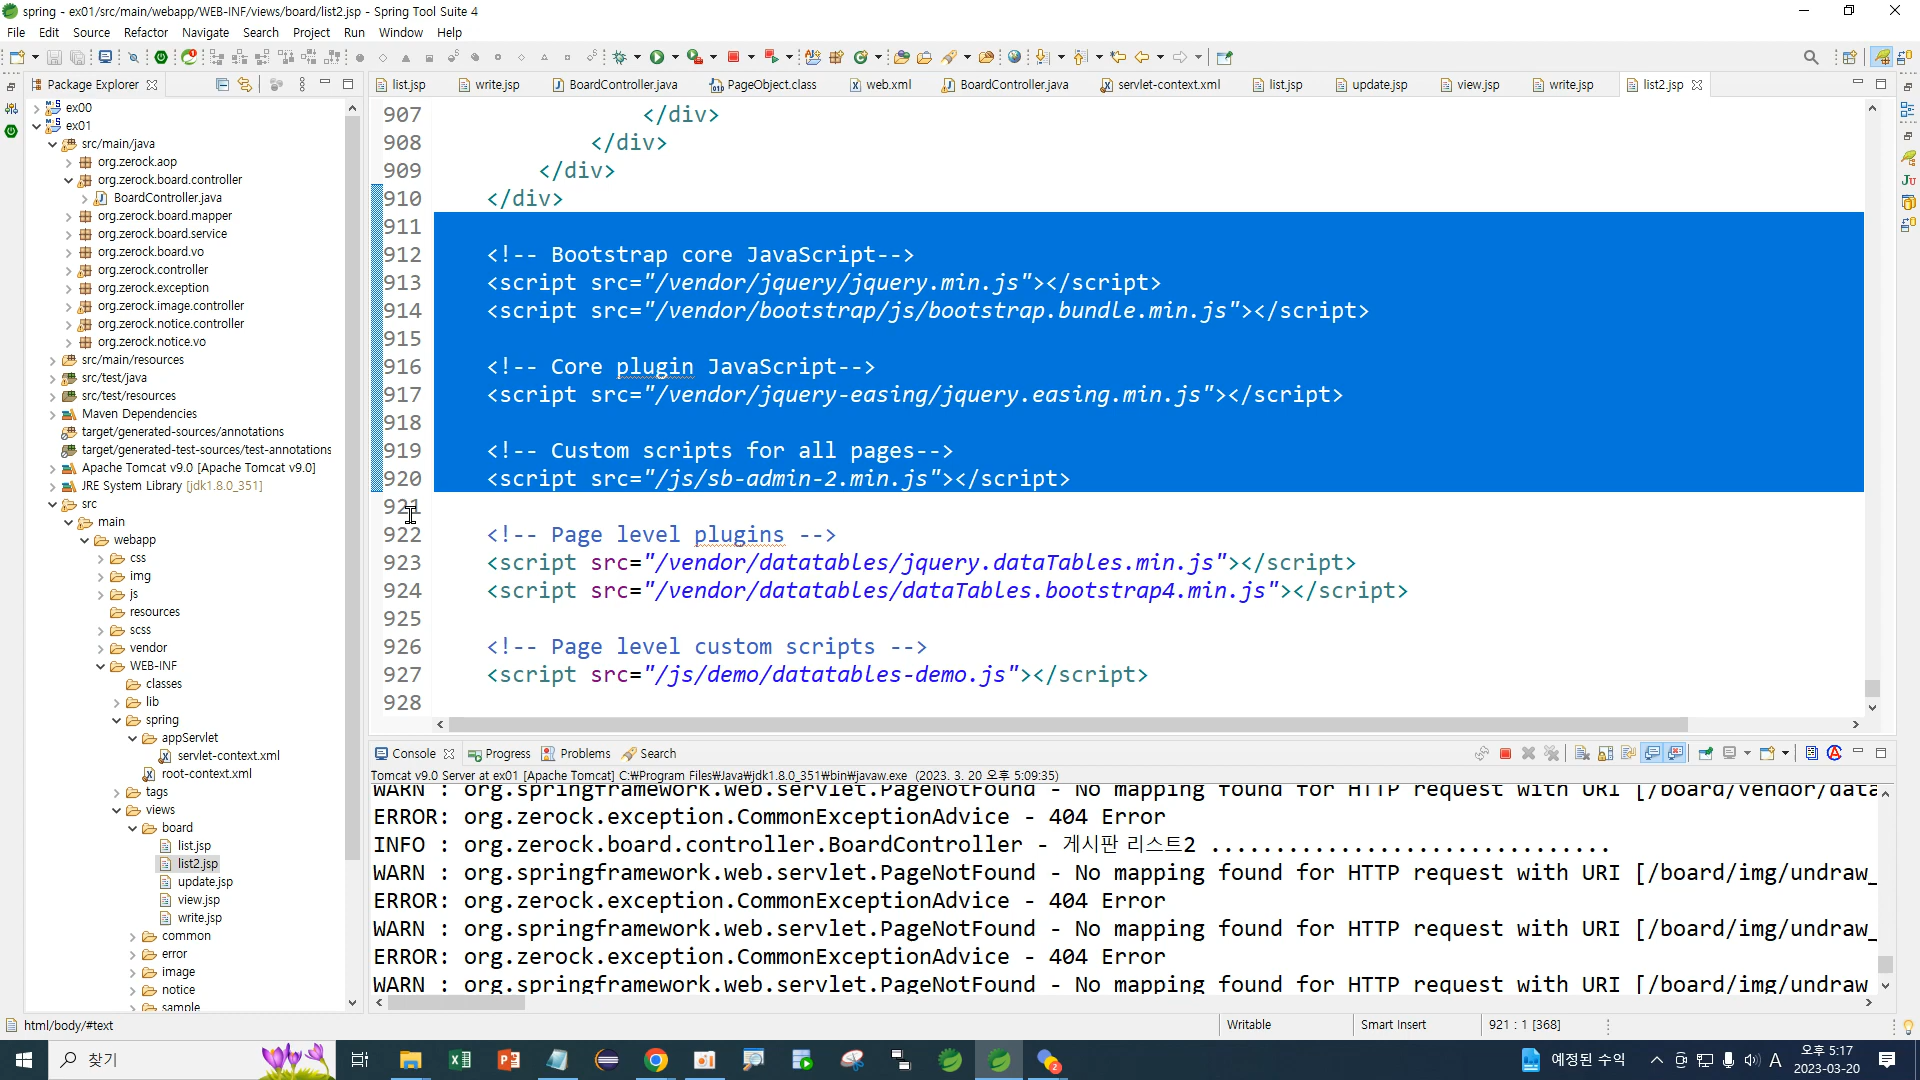 spring - ex01/src/main/webapp/WEB-INF/views/board/list2.jsp - Spring Tool Suite 4
File Edit Source Refactor Navigate Search Project Run Window Help
Package Explorer
list.jsp write.jsp BoardController.java PageObject.class web.xml BoardController.java servlet-context.xml list.jsp update.jsp view.jsp write.jsp list2.jsp
ex00
ex01
src/main/java
org.zerock.aop
org.zerock.board.controller
BoardController.java
org.zerock.board.mapper
org.zerock.board.service
org.zerock.board.vo
org.zerock.controller
org.zerock.exception
org.zerock.image.controller
org.zerock.notice.controller
org.zerock.notice.vo
src/main/resources
src/test/java
src/test/resources
Maven Dependencies
target/generated-sources/annotations
target/generated-test-sources/test-annotations
Apache Tomcat v9.0 [Apache Tomcat v9.0]
JRE System Library [jdk1.8.0_351]
src
main
webapp
css
img
js
resources
scss
vendor
WEB-INF
classes
lib
spring
appServlet
servlet-context.xml
root-context.xml
tags
views
board
list.jsp
list2.jsp
update.jsp
view.jsp
write.jsp
common
error
image
notice
sample
907 </div>
908 </div>
909 </div>
910 </div>
911
912 <!-- Bootstrap core JavaScript-->
913 <script src="/vendor/jquery/jquery.min.js"></script>
914 <script src="/vendor/bootstrap/js/bootstrap.bundle.min.js"></script>
915
916 <!-- Core plugin JavaScript-->
917 <script src="/vendor/jquery-easing/jquery.easing.min.js"></script>
918
919 <!-- Custom scripts for all pages-->
920 <script src="/js/sb-admin-2.min.js"></script>
921
922 <!-- Page level plugins -->
923 <script src="/vendor/datatables/jquery.dataTables.min.js"></script>
924 <script src="/vendor/datatables/dataTables.bootstrap4.min.js"></script>
925
926 <!-- Page level custom scripts -->
927 <script src="/js/demo/datatables-demo.js"></script>
928
Console Progress Problems Search
Tomcat v9.0 Server at ex01 [Apache Tomcat] C:₩Program Files₩Java₩jdk1.8.0_351₩bin₩javaw.exe (2023. 3. 20 오후 5:09:35)
WARN : org.springframework.web.servlet.PageNotFound - No mapping found for HTTP request with URI [/board/vendor/data
ERROR: org.zerock.exception.CommonExceptionAdvice - 404 Error
INFO : org.zerock.board.controller.BoardController - 게시판 리스트2 ...............................
WARN : org.springframework.web.servlet.PageNotFound - No mapping found for HTTP request with URI [/board/img/undraw_
ERROR: org.zerock.exception.CommonExceptionAdvice - 404 Error
WARN : org.springframework.web.servlet.PageNotFound - No mapping found for HTTP request with URI [/board/img/undraw_
ERROR: org.zerock.exception.CommonExceptionAdvice - 404 Error
WARN : org.springframework.web.servlet.PageNotFound - No mapping found for HTTP request with URI [/board/img/undraw
html/body/#text Writable Smart Insert 921 : 1 [368]
찾기 예정된 수익 A 오후 5:17
2023-03-20